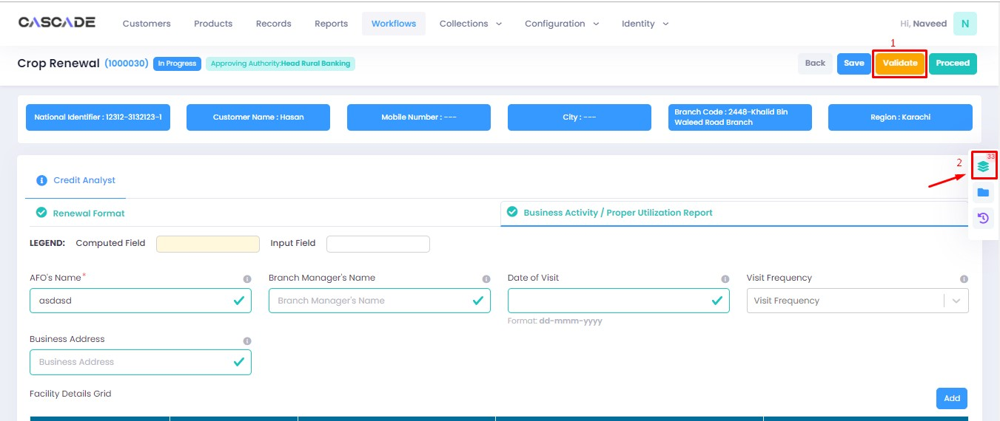 CASCADE Customers Products Records Reports Workflows Collections Configuration Identity Hi, Naveed N
1
Crop Renewal (1000030) In Progress Approving Authority:Head Rural Banking Back Save Validate Proceed
National Identifier : 12312-3132123-1 Customer Name : Hasan Mobile Number : --- City : --- Branch Code : 2448-Khalid Bin Waleed Road Branch Region : Karachi
33
2
Credit Analyst
Renewal Format Business Activity / Proper Utilization Report
LEGEND: Computed Field Input Field
AFO's Name* Branch Manager's Name Date of Visit Visit Frequency
asdasd Branch Manager's Name Visit Frequency
Format: dd-mmm-yyyy
Business Address
Business Address
Facility Details Grid Add